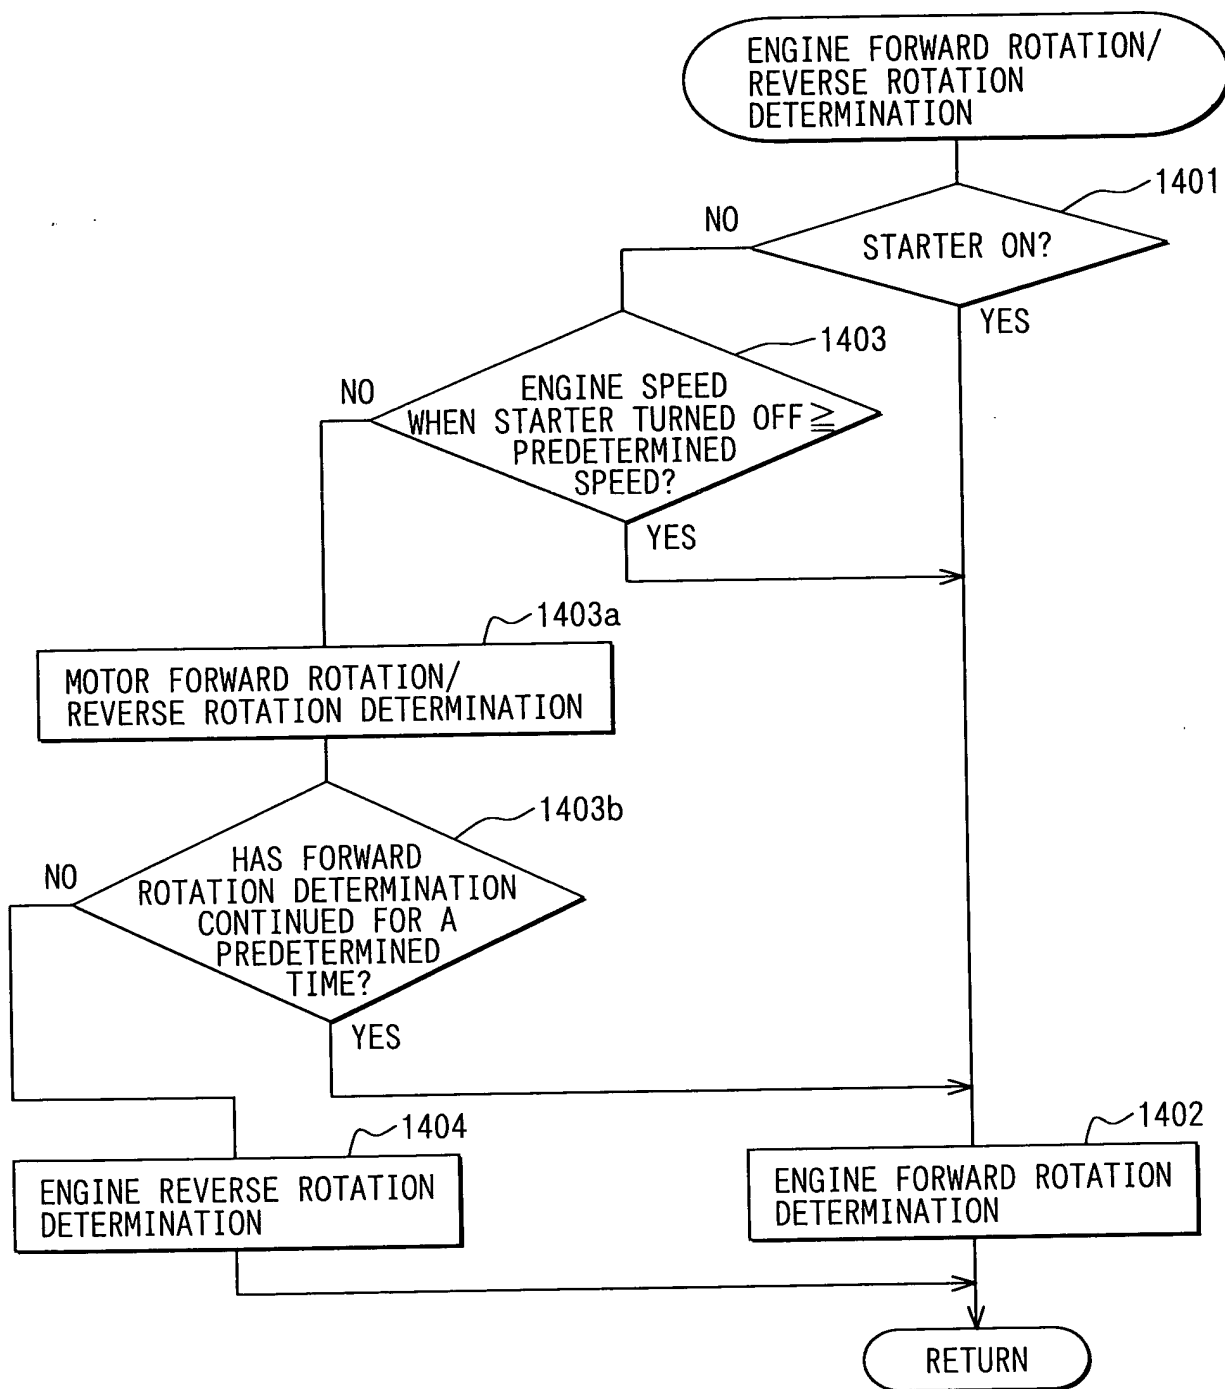 ENGINE FORWARD ROTATION/
REVERSE ROTATION
DETERMINATION
1401
NO
STARTER ON?
YES
1403
NO
ENGINE SPEED
WHEN STARTER TURNED OFF ≧
PREDETERMINED
SPEED?
YES
1403a
MOTOR FORWARD ROTATION/
REVERSE ROTATION DETERMINATION
1403b
NO
HAS FORWARD
ROTATION DETERMINATION
CONTINUED FOR A
PREDETERMINED
TIME?
YES
1404
ENGINE REVERSE ROTATION
DETERMINATION
1402
ENGINE FORWARD ROTATION
DETERMINATION
RETURN